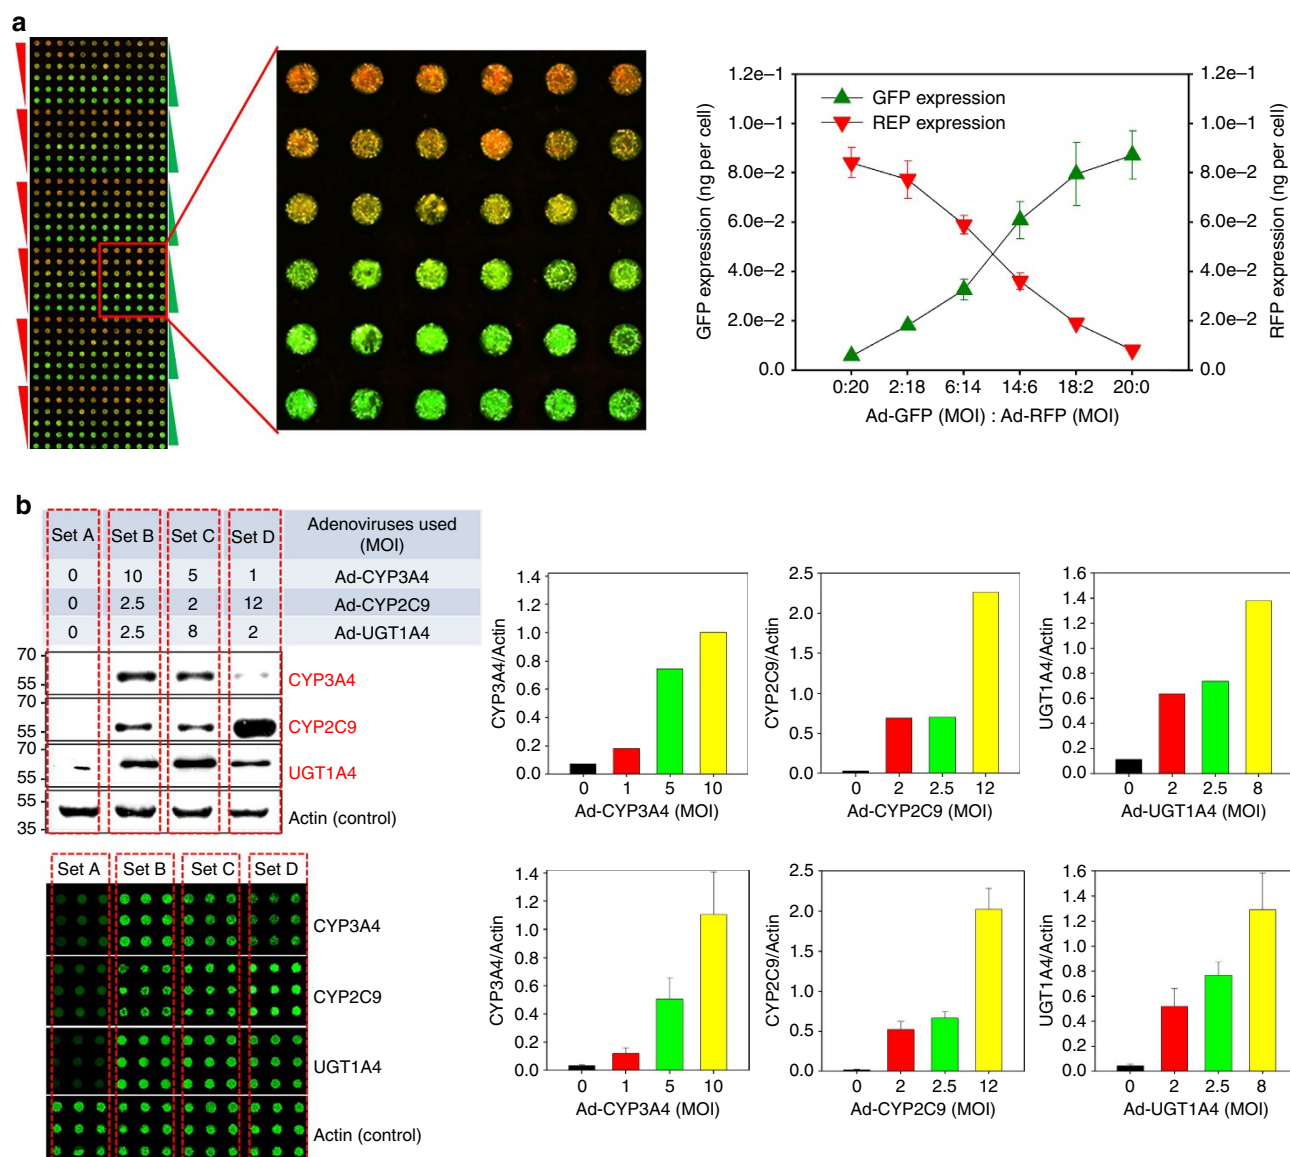 a
1.2e–1
1.0e–1
8.0e–2
6.0e–2
4.0e–2
2.0e–2
0.0
GFP expression (ng per cell)
GFP expression
REP expression
1.2e–1
1.0e–1
8.0e–2
6.0e–2
4.0e–2
2.0e–2
0.0
RFP expression (ng per cell)
0:20 2:18 6:14 14:6 18:2 20:0
Ad-GFP (MOI) : Ad-RFP (MOI)
b
Set A Set B Set C Set D Adenoviruses used
(MOI)
0 10 5 1 Ad-CYP3A4
0 2.5 2 12 Ad-CYP2C9
0 2.5 8 2 Ad-UGT1A4
70
55
CYP3A4
70
55
CYP2C9
70
55
UGT1A4
55
35
Actin (control)
1.4
1.2
1.0
0.8
0.6
0.4
0.2
0.0
CYP3A4/Actin
0 1 5 10
Ad-CYP3A4 (MOI)
2.5
2.0
1.5
1.0
0.5
0.0
CYP2C9/Actin
0 2 2.5 12
Ad-CYP2C9 (MOI)
1.6
1.4
1.2
1.0
0.8
0.6
0.4
0.2
0.0
UGT1A4/Actin
0 2 2.5 8
Ad-UGT1A4 (MOI)
Set A Set B Set C Set D
CYP3A4
CYP2C9
UGT1A4
Actin (control)
1.4
1.2
1.0
0.8
0.6
0.4
0.2
0.0
CYP3A4/Actin
0 1 5 10
Ad-CYP3A4 (MOI)
2.5
2.0
1.5
1.0
0.5
0.0
CYP2C9/Actin
0 2 2.5 12
Ad-CYP2C9 (MOI)
1.6
1.4
1.2
1.0
0.8
0.6
0.4
0.2
0.0
UGT1A4/Actin
0 2 2.5 8
Ad-UGT1A4 (MOI)